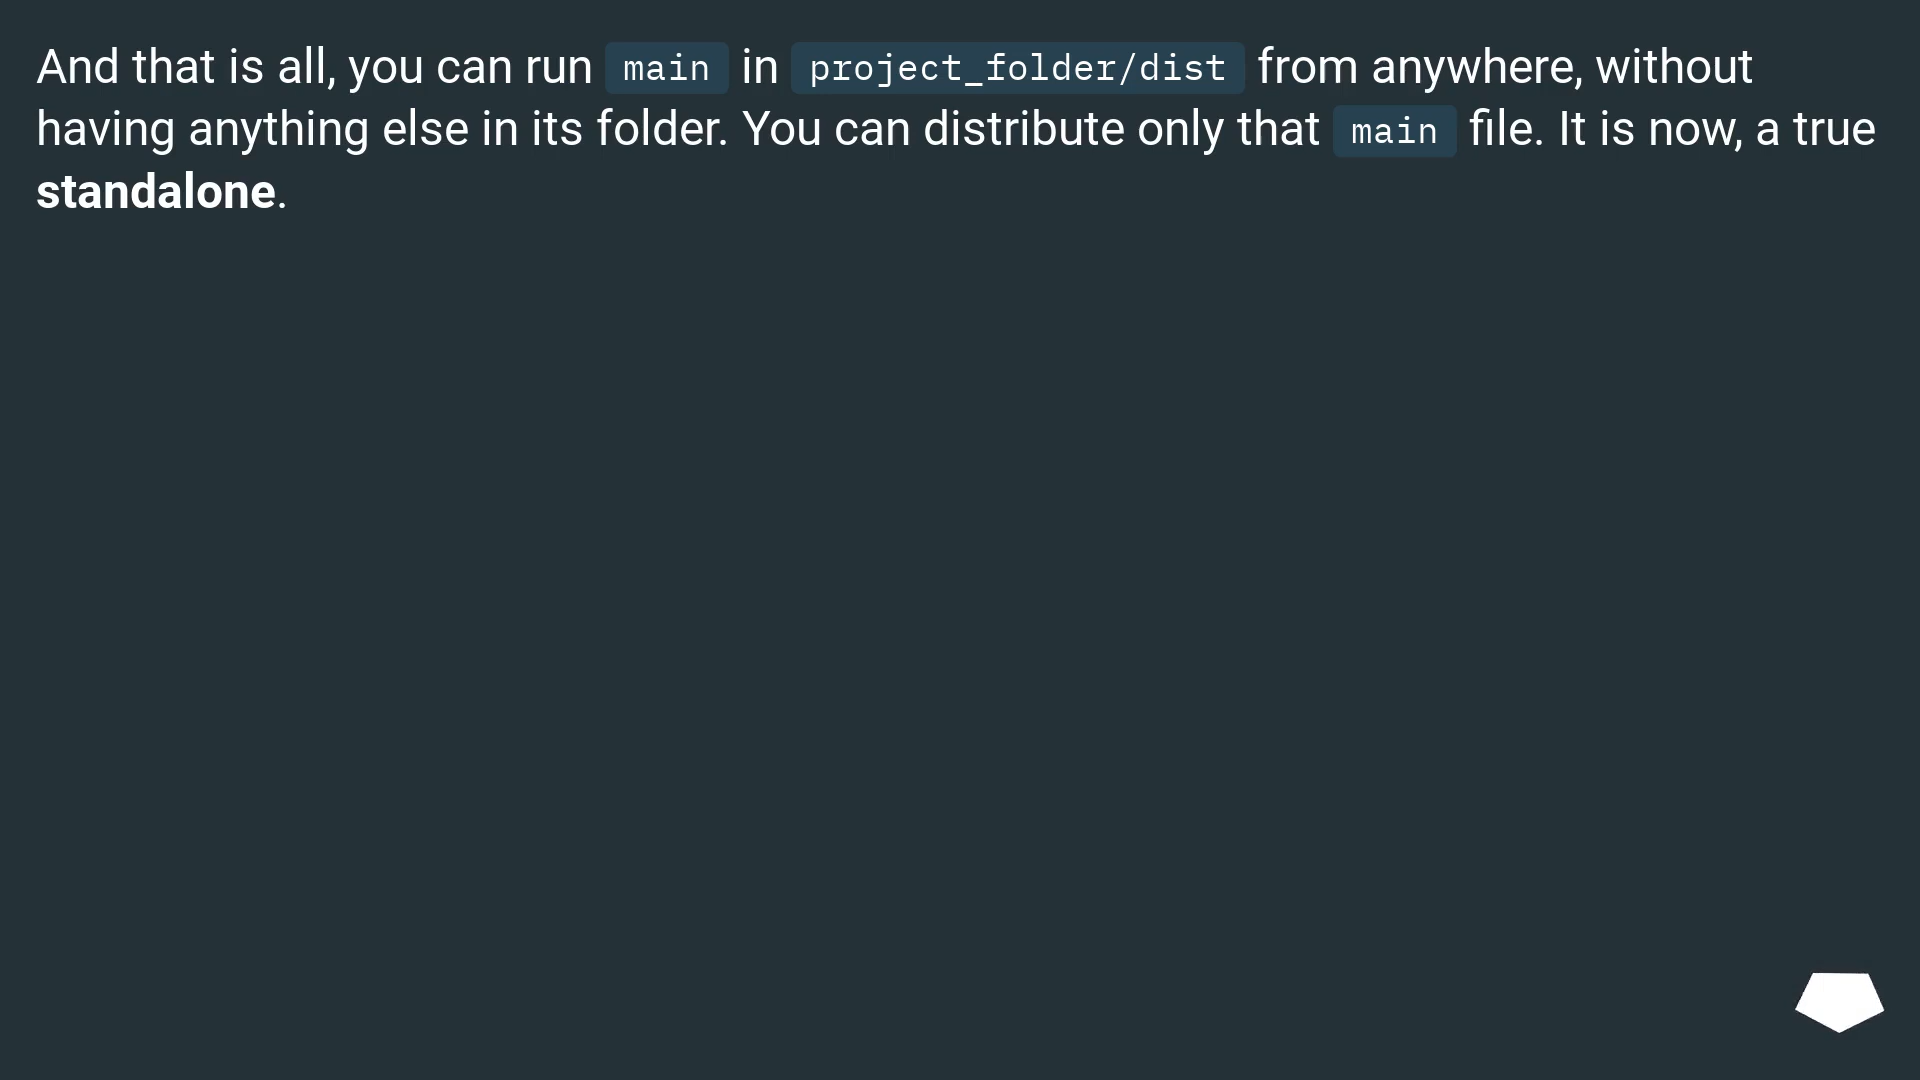 And that is all, you can run main in project_folder/dist from anywhere, without
having anything else in its folder. You can distribute only that main file. It is now, a true
standalone.